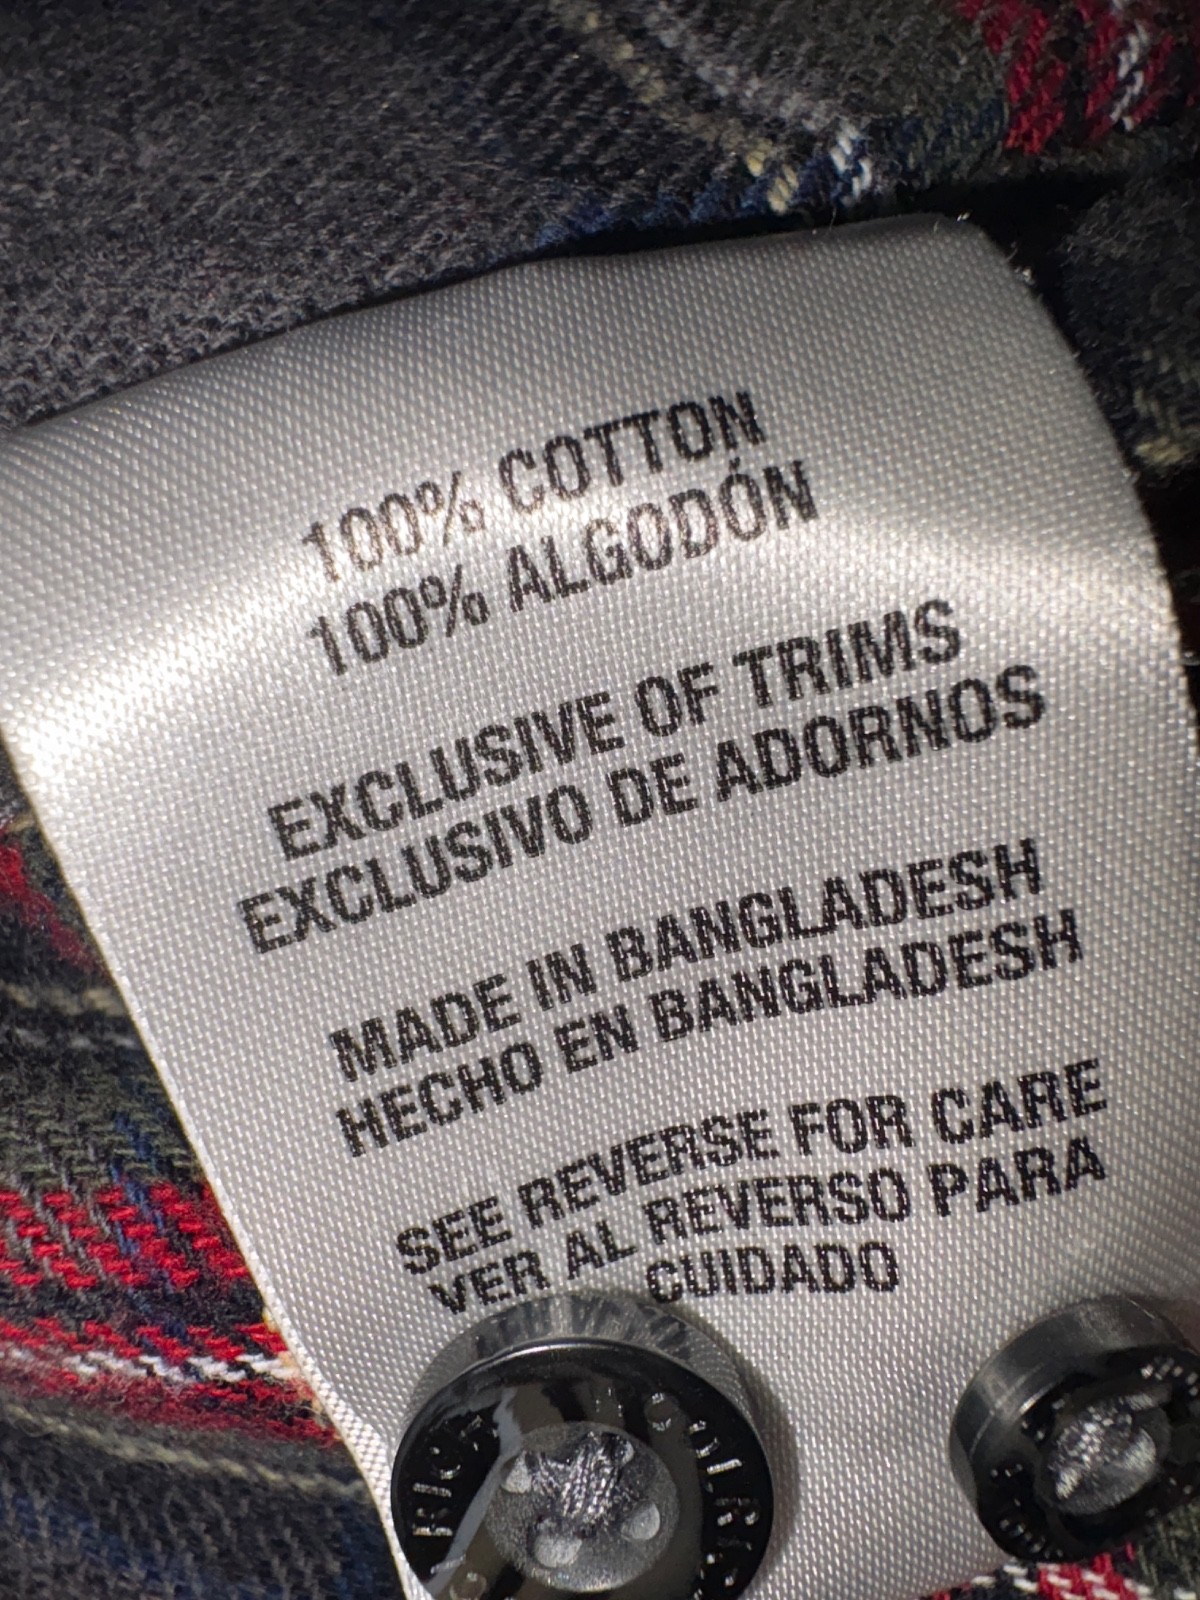 100% COTTON
100% ALGODÓN
EXCLUSIVE OF TRIMS
EXCLUSIVO DE ADORNOS
MADE IN BANGLADESH
HECHO EN BANGLADESH
SEE REVERSE FOR CARE
VER AL REVERSO PARA
CUIDADO